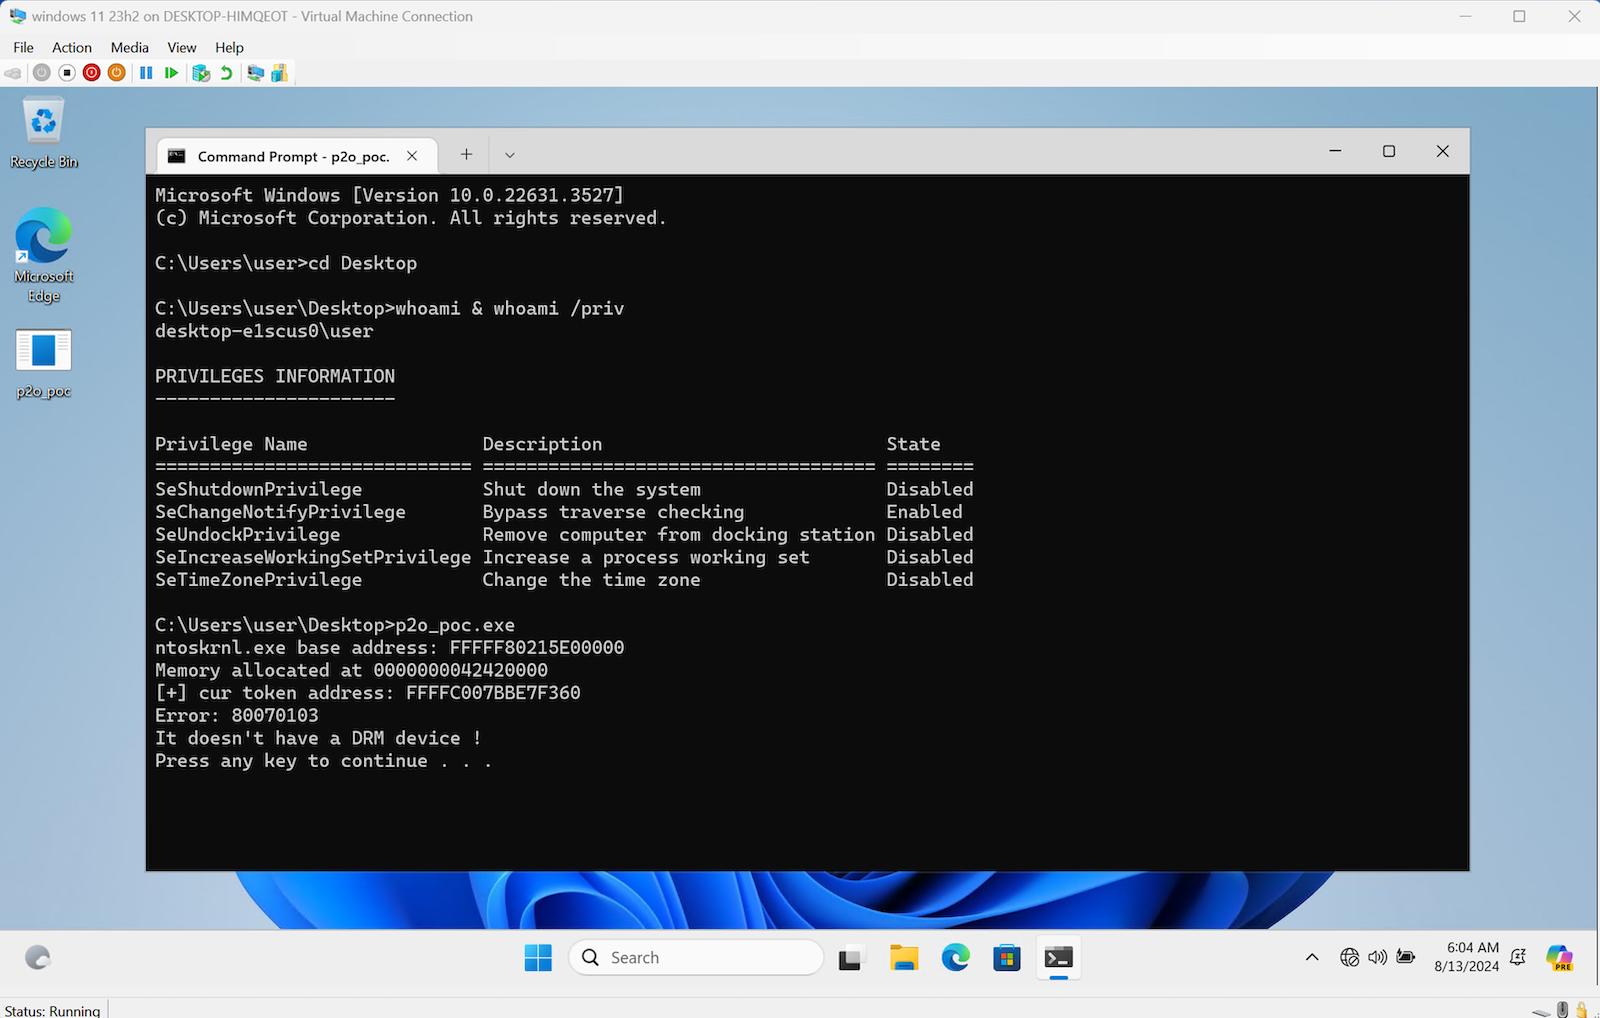 windows 11 23h2 on DESKTOP-HIMQEOT - Virtual Machine Connection
File Action Media View Help
Recycle Bin
Microsoft Edge
p2o_poc
Command Prompt - p2o_poc.
Microsoft Windows [Version 10.0.22631.3527]
(c) Microsoft Corporation. All rights reserved.
C:\Users\user>cd Desktop
C:\Users\user\Desktop>whoami & whoami /priv
desktop-e1scus0\user
PRIVILEGES INFORMATION
----------------------
Privilege Name                Description                          State
============================= ==================================== ========
SeShutdownPrivilege           Shut down the system                 Disabled
SeChangeNotifyPrivilege       Bypass traverse checking             Enabled
SeUndockPrivilege             Remove computer from docking station Disabled
SeIncreaseWorkingSetPrivilege Increase a process working set       Disabled
SeTimeZonePrivilege           Change the time zone                 Disabled
C:\Users\user\Desktop>p2o_poc.exe
ntoskrnl.exe base address: FFFFF80215E00000
Memory allocated at 0000000042420000
[+] cur token address: FFFFC007BBE7F360
Error: 80070103
It doesn't have a DRM device !
Press any key to continue . . .
Search
6:04 AM
8/13/2024
PRE
Status: Running